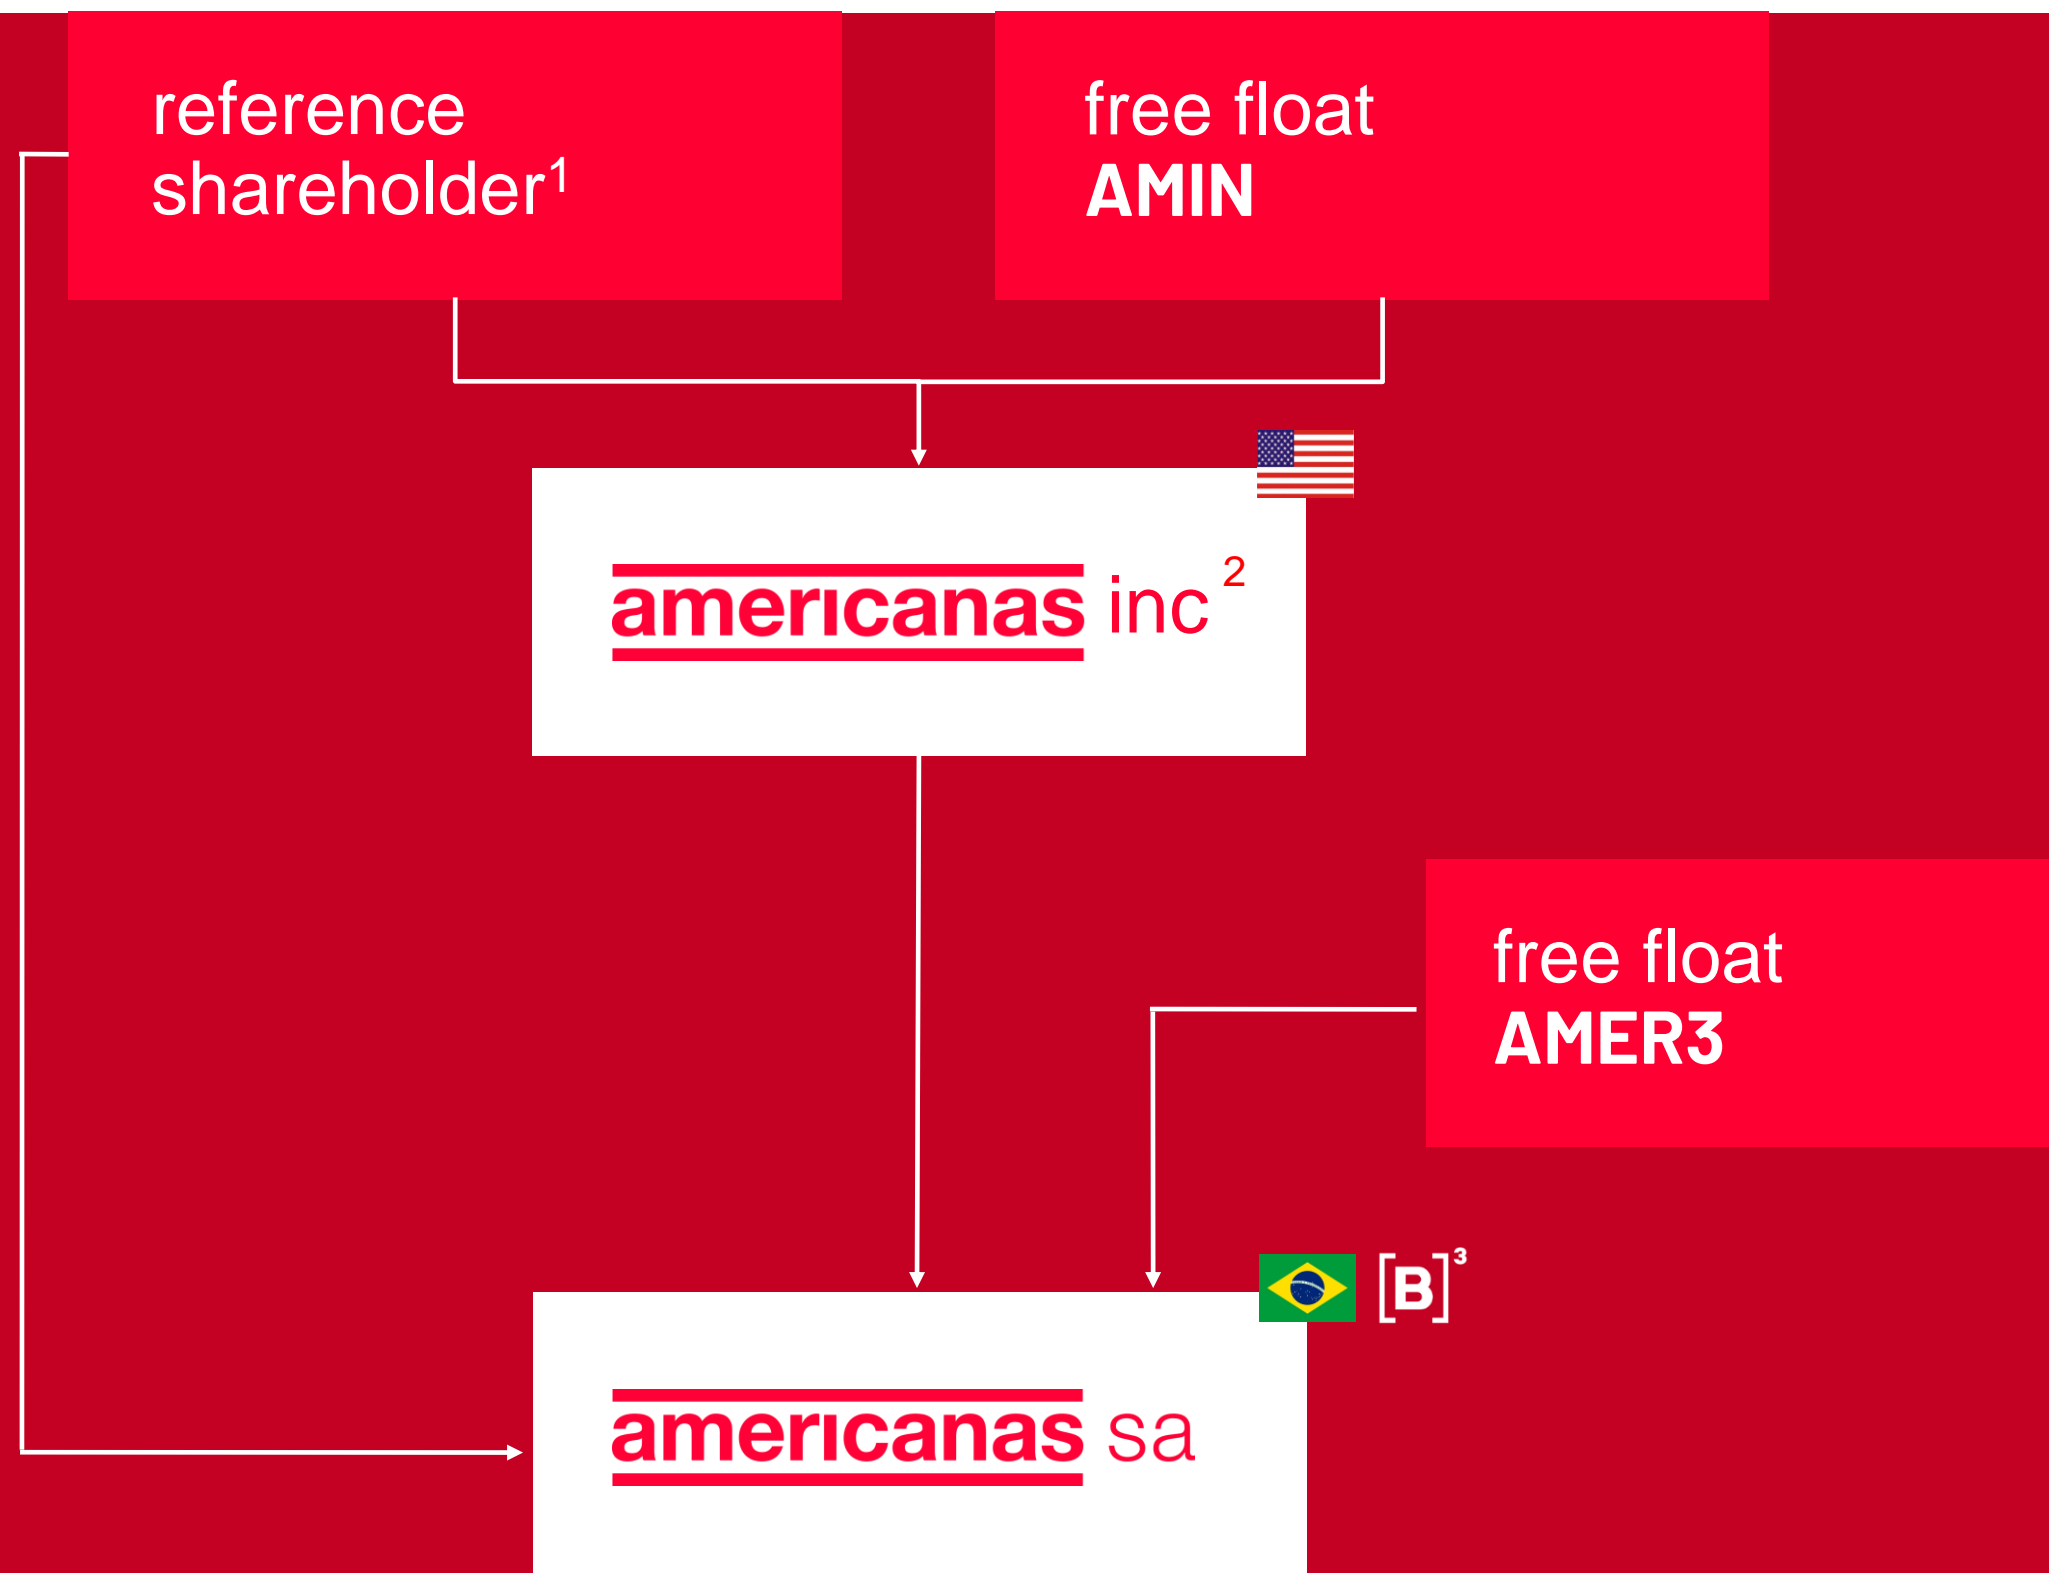 reference
shareholder¹
free float
AMIN
americanas inc ²
free float
AMER3
[B]³
americanas sa